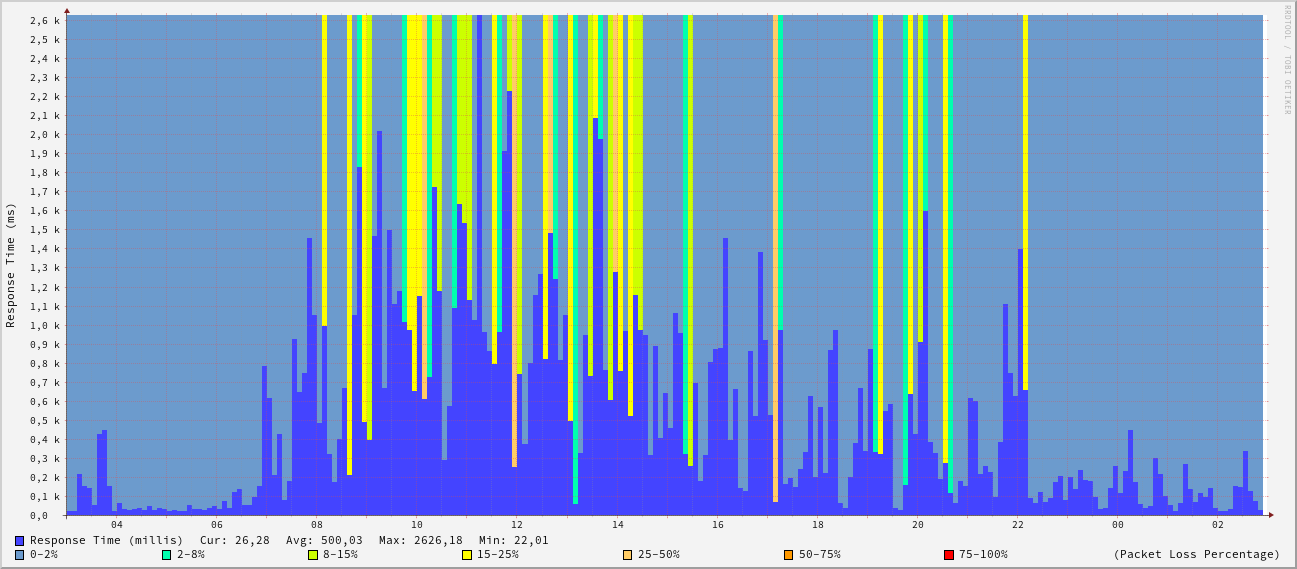 2,6 k
2,5 k
2,4 k
2,3 k
2,2 k
2,1 k
2,0 k
1,9 k
1,8 k
1,7 k
1,6 k
1,5 k
1,4 k
1,3 k
1,2 k
1,1 k
1,0 k
0,9 k
0,8 k
0,7 k
0,6 k
0,5 k
0,4 k
0,3 k
0,2 k
0,1 k
0,0
Response Time (ms)
RRDTOOL / TOBI OETIKER
04 06 08 10 12 14 16 18 20 22 00 02
Response Time (millis) Cur: 26,28 Avg: 500,03 Max: 2626,18 Min: 22,01
0-2% 2-8% 8-15% 15-25% 25-50% 50-75% 75-100% (Packet Loss Percentage)